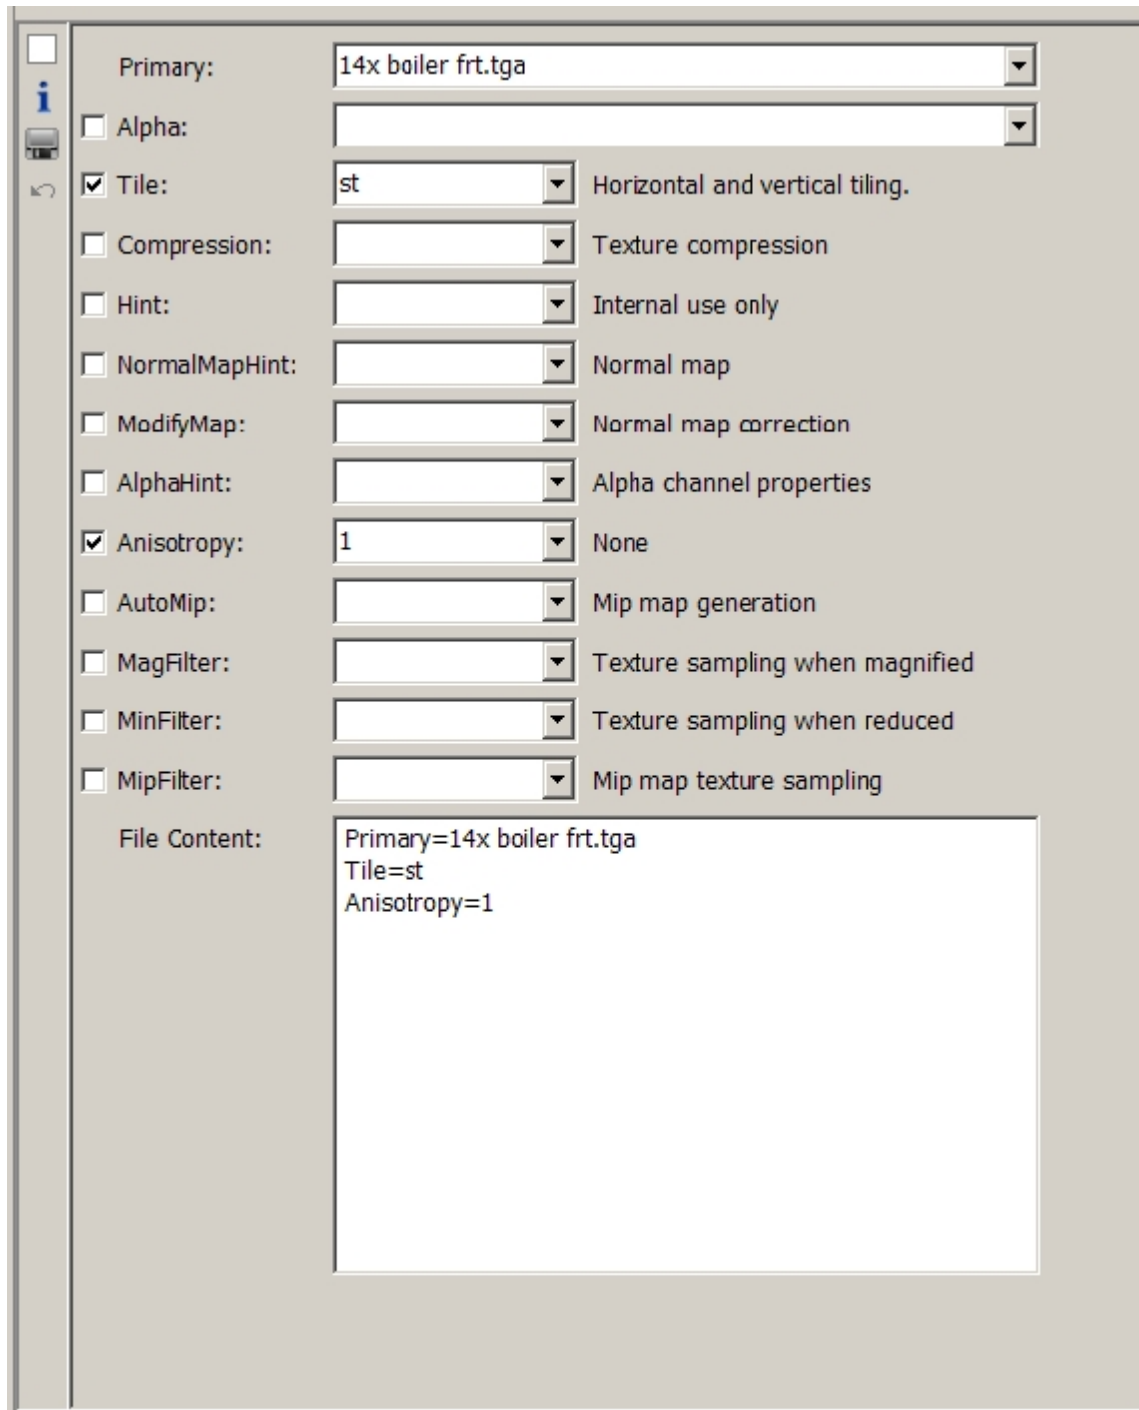 Primary: 14x boiler frt.tga
Alpha:
Tile: st Horizontal and vertical tiling.
Compression: Texture compression
Hint: Internal use only
NormalMapHint: Normal map
ModifyMap: Normal map correction
AlphaHint: Alpha channel properties
Anisotropy: 1 None
AutoMip: Mip map generation
MagFilter: Texture sampling when magnified
MinFilter: Texture sampling when reduced
MipFilter: Mip map texture sampling
File Content: Primary=14x boiler frt.tga
Tile=st
Anisotropy=1